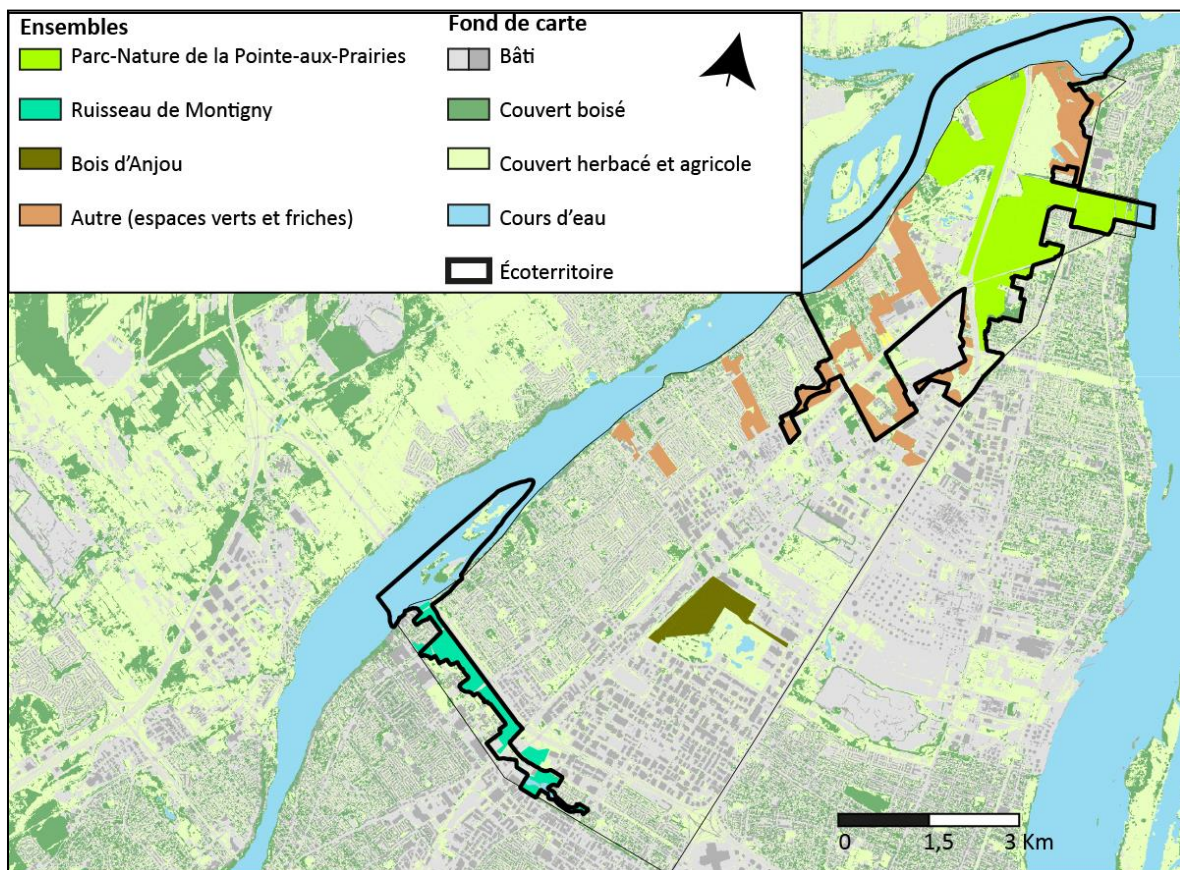 Ensembles
Parc-Nature de la Pointe-aux-Prairies
Ruisseau de Montigny
Bois d'Anjou
Autre (espaces verts et friches)
Fond de carte
Bâti
Couvert boisé
Couvert herbacé et agricole
Cours d'eau
Écoterritoire
0 1,5 3 Km